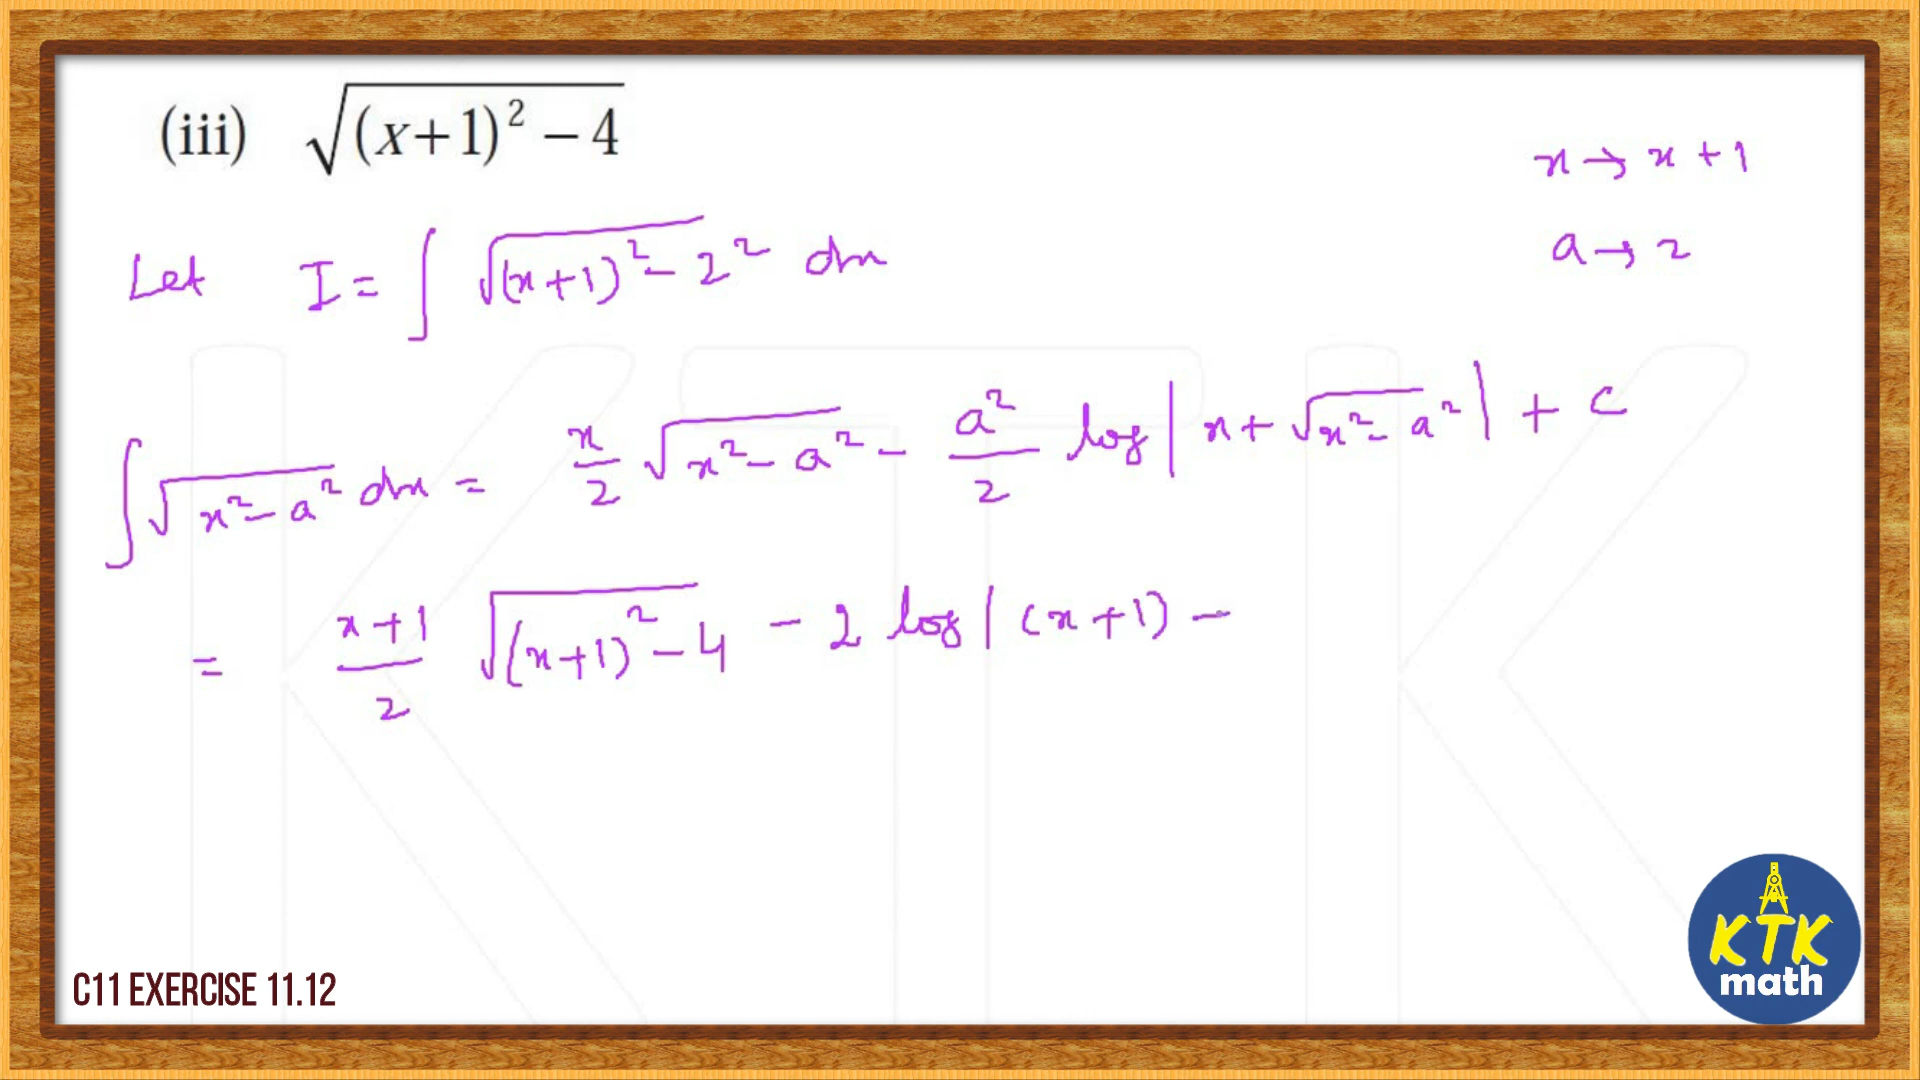 (iii) √((x+1)² − 4)
x → x + 1
a → 2
Let I = ∫ √((x+1)² − 2²) dx
∫ √(x² − a²) dx = x/2 √(x² − a²) − a²/2 log | x + √(x² − a²) | + c
= x+1/2 √((x+1)² − 4) − 2 log | (x+1) −
KTK
math
C11 EXERCISE 11.12